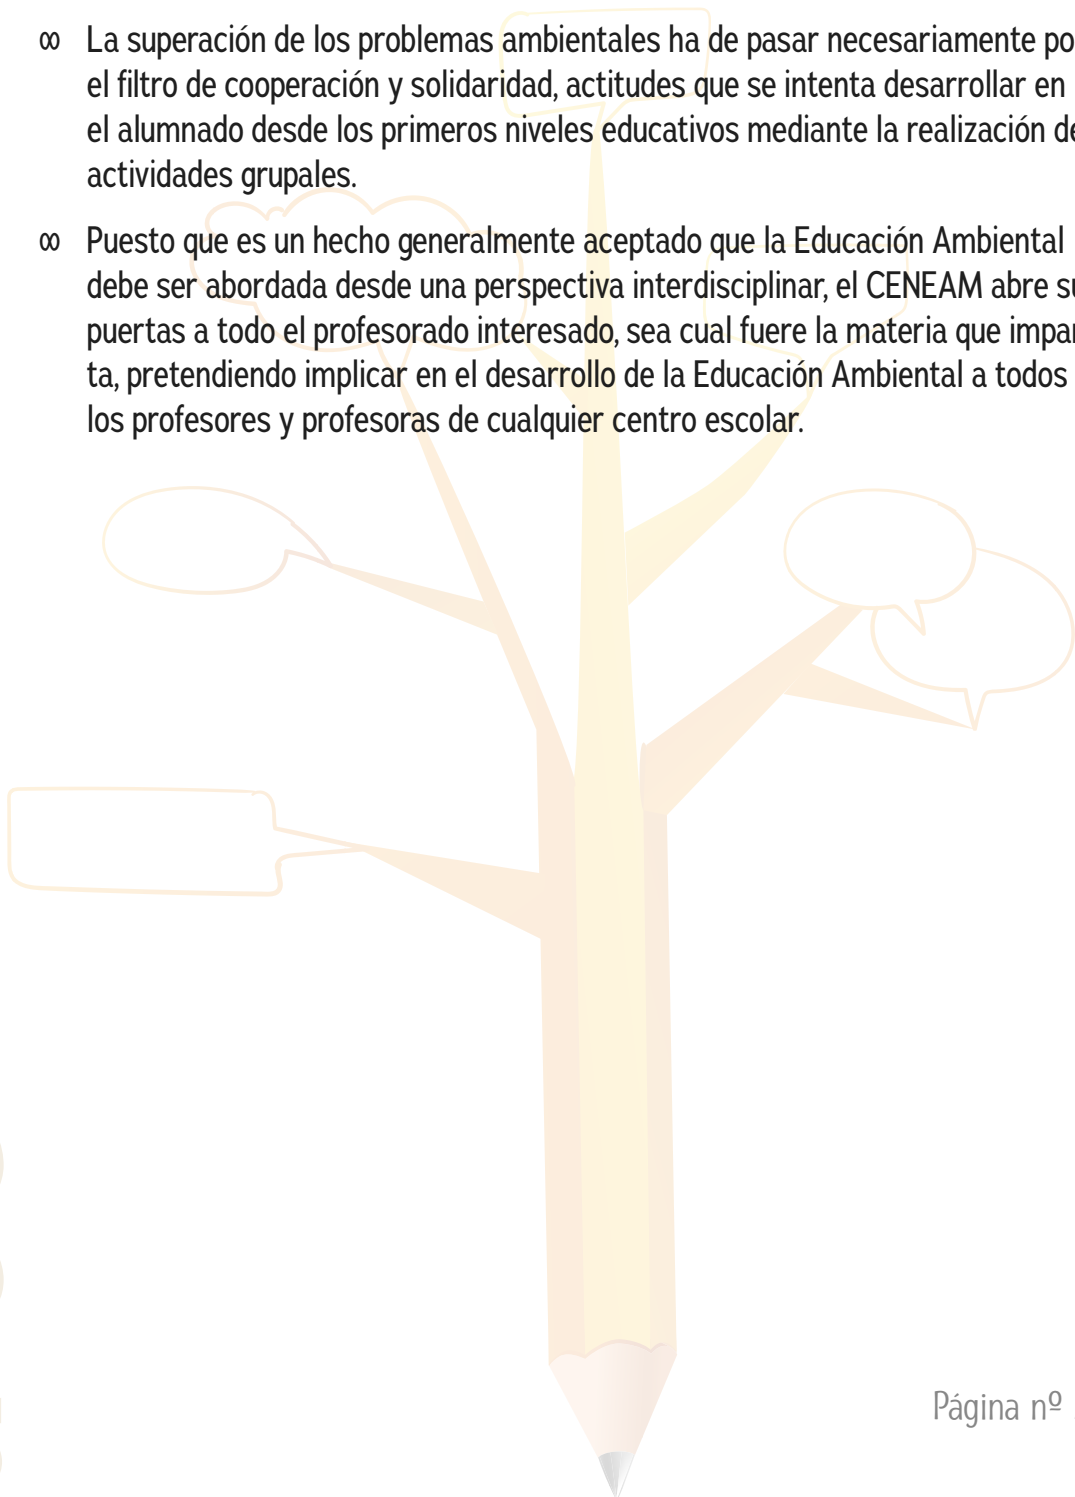 ∞ La superación de los problemas ambientales ha de pasar necesariamente po
el filtro de cooperación y solidaridad, actitudes que se intenta desarrollar en
el alumnado desde los primeros niveles educativos mediante la realización de
actividades grupales.
∞ Puesto que es un hecho generalmente aceptado que la Educación Ambiental
debe ser abordada desde una perspectiva interdisciplinar, el CENEAM abre su
puertas a todo el profesorado interesado, sea cual fuere la materia que impar
ta, pretendiendo implicar en el desarrollo de la Educación Ambiental a todos
los profesores y profesoras de cualquier centro escolar.
Página nº